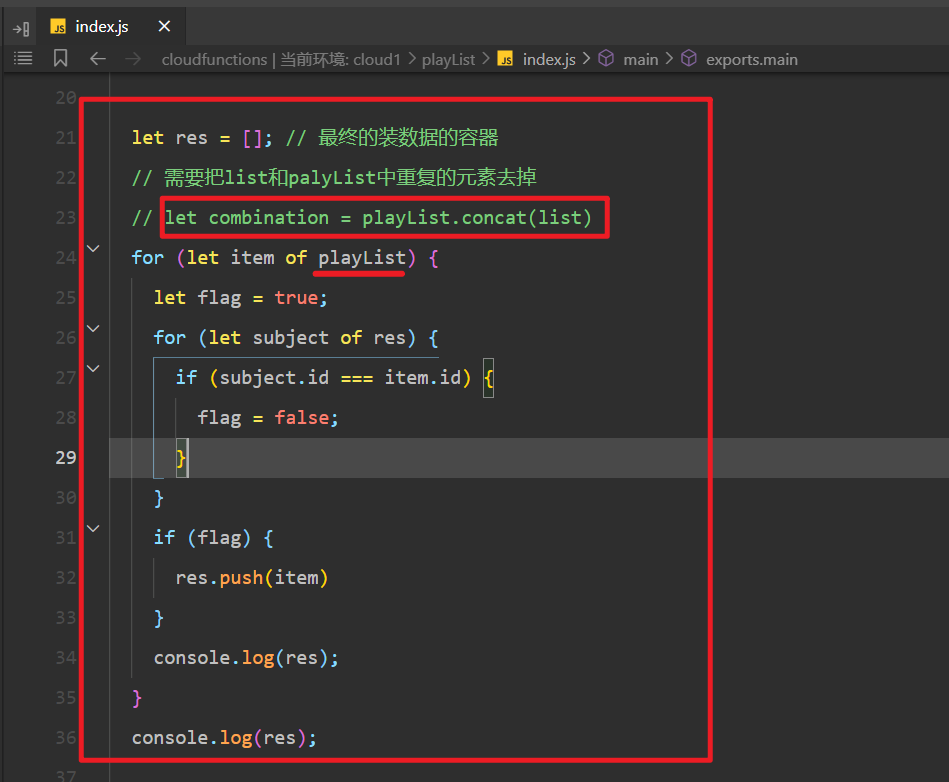 JS index.js ×
cloudfunctions | 当前环境: cloud1 > playList > JS index.js > main > exports.main
20
21 let res = []; // 最终的装数据的容器
22 // 需要把list和palyList中重复的元素去掉
23 // let combination = playList.concat(list)
24 for (let item of playList) {
25 let flag = true;
26 for (let subject of res) {
27 if (subject.id === item.id) {
28 flag = false;
29 }
30 }
31 if (flag) {
32 res.push(item)
33 }
34 console.log(res);
35 }
36 console.log(res);
37